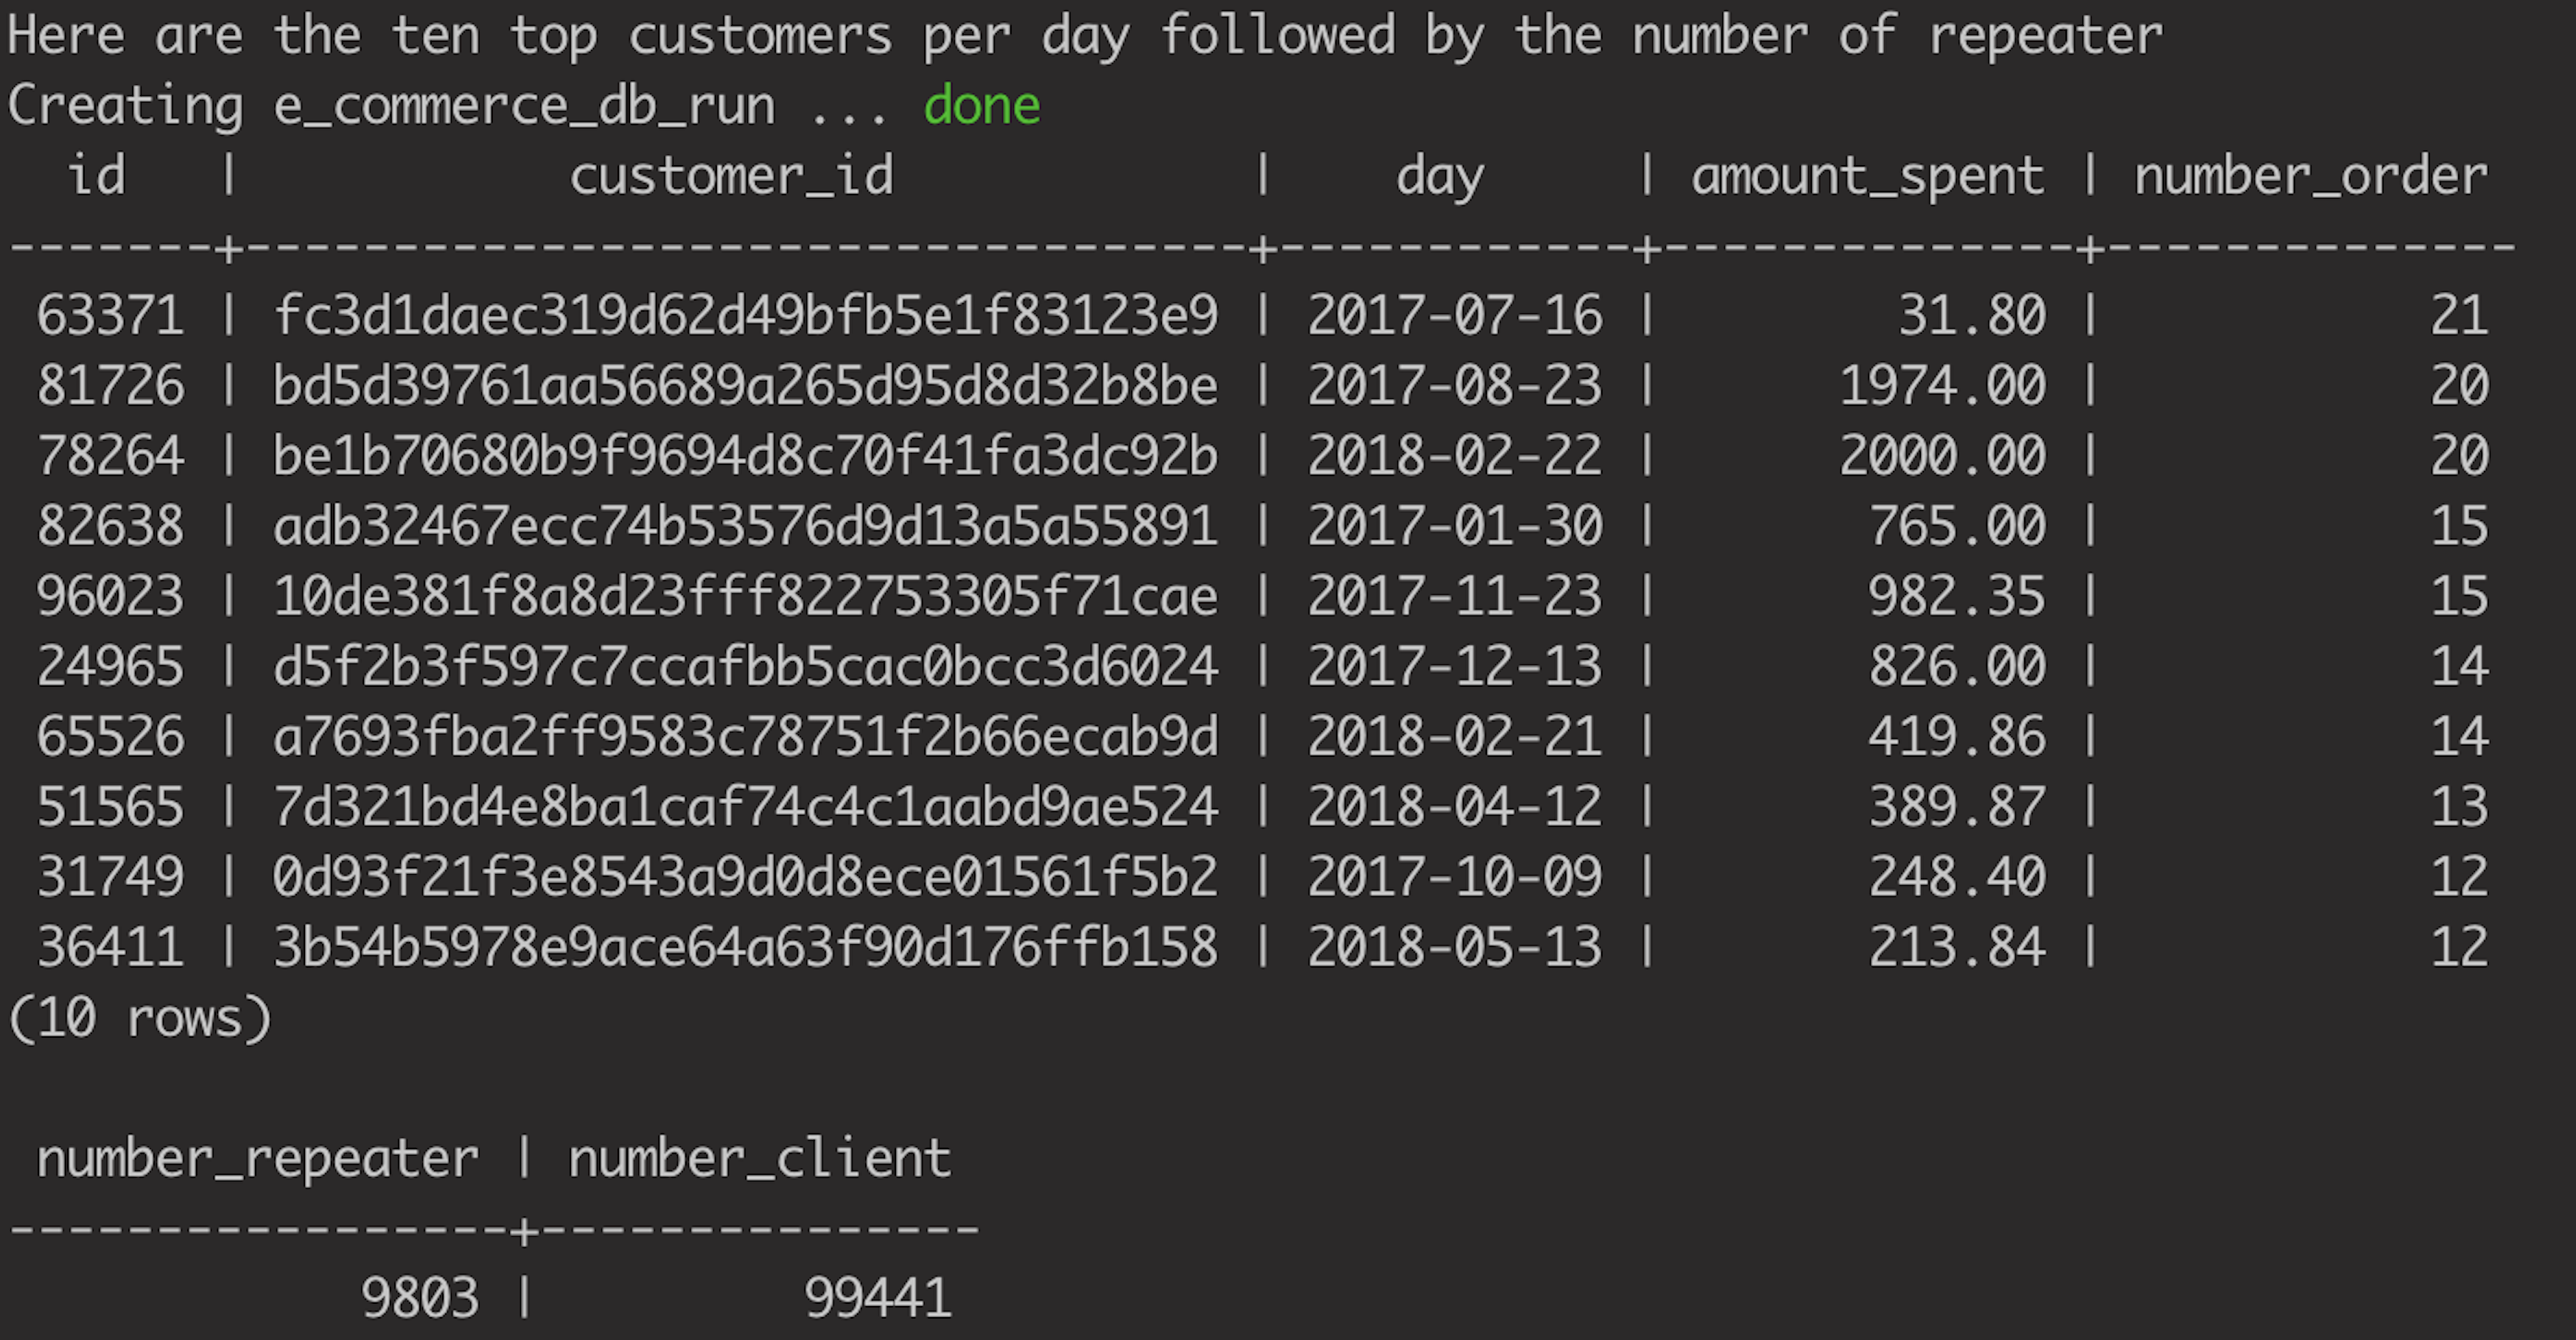 Here are the ten top customers per day followed by the number of repeater
Creating e_commerce_db_run ... done
  id   |           customer_id            |    day     | amount_spent | number_order
-------+----------------------------------+------------+--------------+--------------
 63371 | fc3d1daec319d62d49bfb5e1f83123e9 | 2017-07-16 |        31.80 |           21
 81726 | bd5d39761aa56689a265d95d8d32b8be | 2017-08-23 |      1974.00 |           20
 78264 | be1b70680b9f9694d8c70f41fa3dc92b | 2018-02-22 |      2000.00 |           20
 82638 | adb32467ecc74b53576d9d13a5a55891 | 2017-01-30 |       765.00 |           15
 96023 | 10de381f8a8d23fff822753305f71cae | 2017-11-23 |       982.35 |           15
 24965 | d5f2b3f597c7ccafbb5cac0bcc3d6024 | 2017-12-13 |       826.00 |           14
 65526 | a7693fba2ff9583c78751f2b66ecab9d | 2018-02-21 |       419.86 |           14
 51565 | 7d321bd4e8ba1caf74c4c1aabd9ae524 | 2018-04-12 |       389.87 |           13
 31749 | 0d93f21f3e8543a9d0d8ece01561f5b2 | 2017-10-09 |       248.40 |           12
 36411 | 3b54b5978e9ace64a63f90d176ffb158 | 2018-05-13 |       213.84 |           12
(10 rows)

 number_repeater | number_client
-----------------+---------------
            9803 |         99441